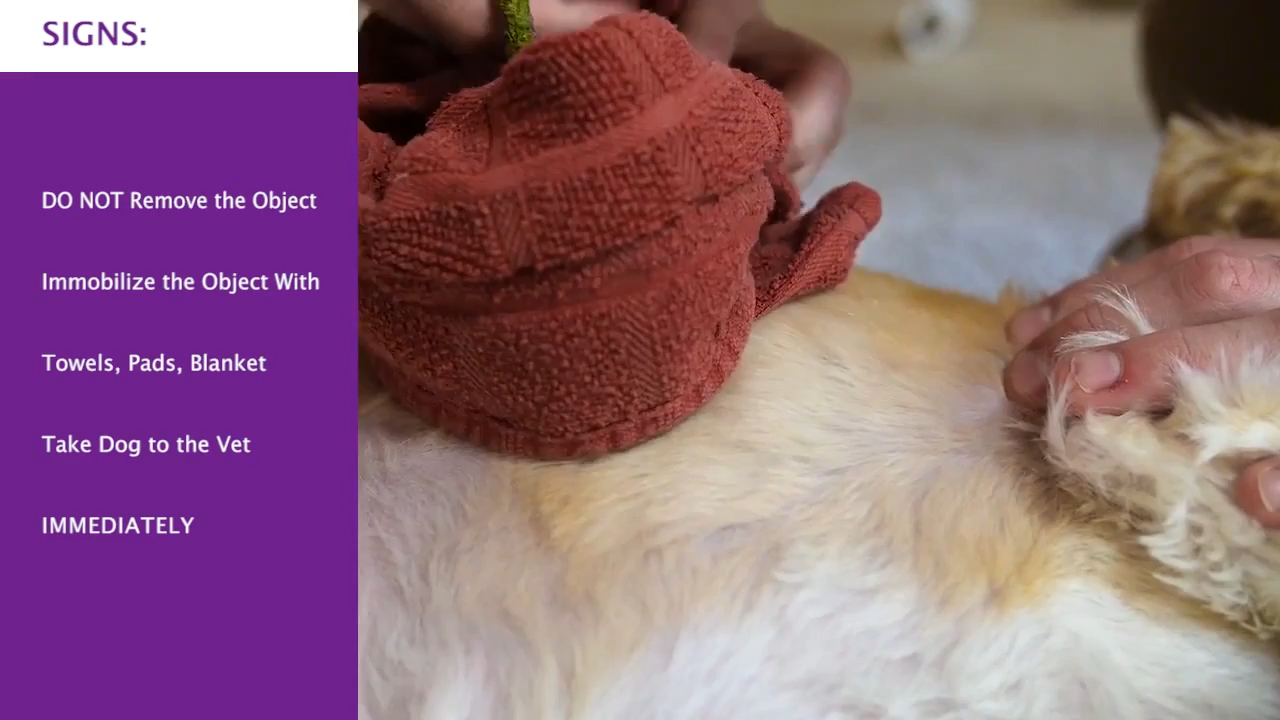 SIGNS:
DO NOT Remove the Object
Immobilize the Object With
Towels, Pads, Blanket
Take Dog to the Vet
IMMEDIATELY